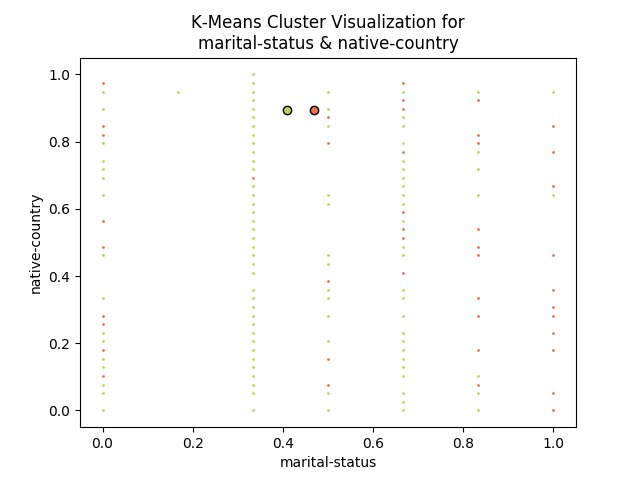 K-Means Cluster Visualization for
marital-status & native-country
1.0
0.8
0.6
0.4
0.2
0.0
native-country
0.0 0.2 0.4 0.6 0.8 1.0
marital-status